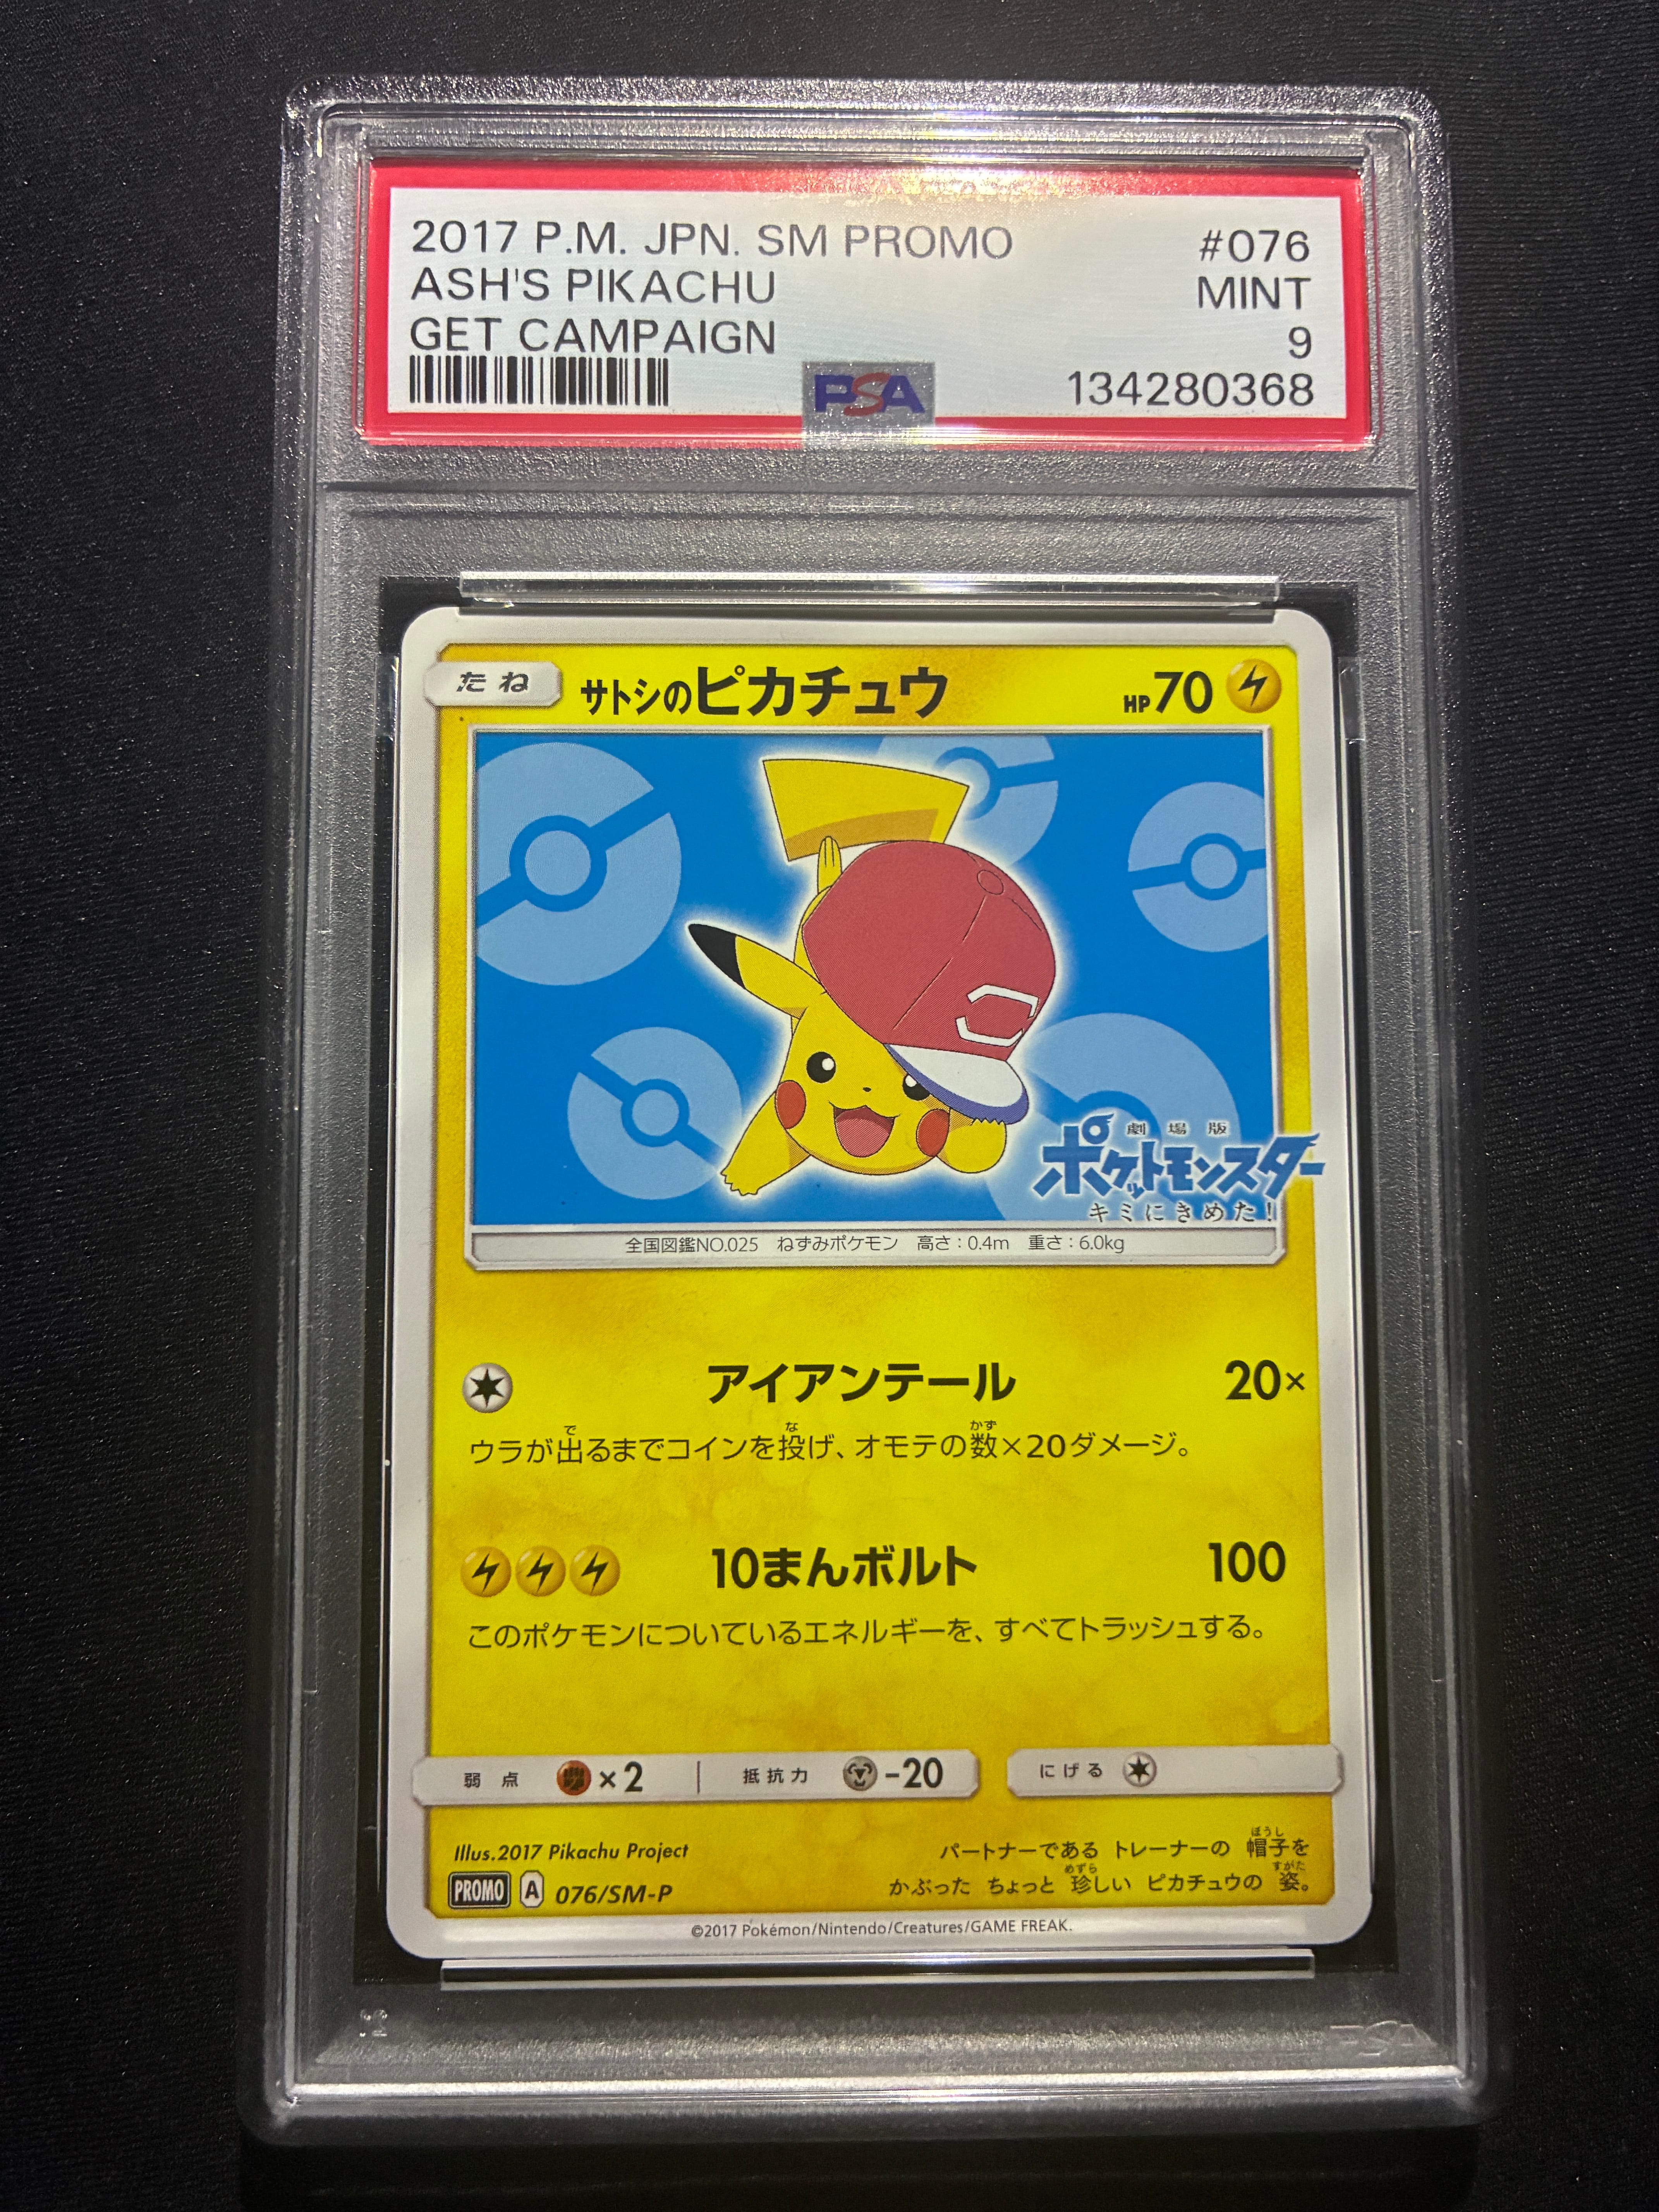 2017 P.M. JPN. SM PROMO #076
ASH'S PIKACHU MINT
GET CAMPAIGN 9
PSA 134280368
たね サトシのピカチュウ HP70
C
劇場版
ポケットモンスター
キミにきめた!
全国図鑑NO.025 ねずみポケモン 高さ:0.4m 重さ:6.0kg
アイアンテール 20×
ウラが出るまでコインを投げ、オモテの数×20ダメージ。
10まんボルト 100
このポケモンについているエネルギーを、すべてトラッシュする。
弱点 ×2 抵抗力 -20 にげる
Illus.2017 Pikachu Project
PROMO A 076/SM-P
パートナーである トレーナーの 帽子を
かぶった ちょっと 珍しい ピカチュウの 姿。
©2017 Pokémon/Nintendo/Creatures/GAME FREAK.
PSA